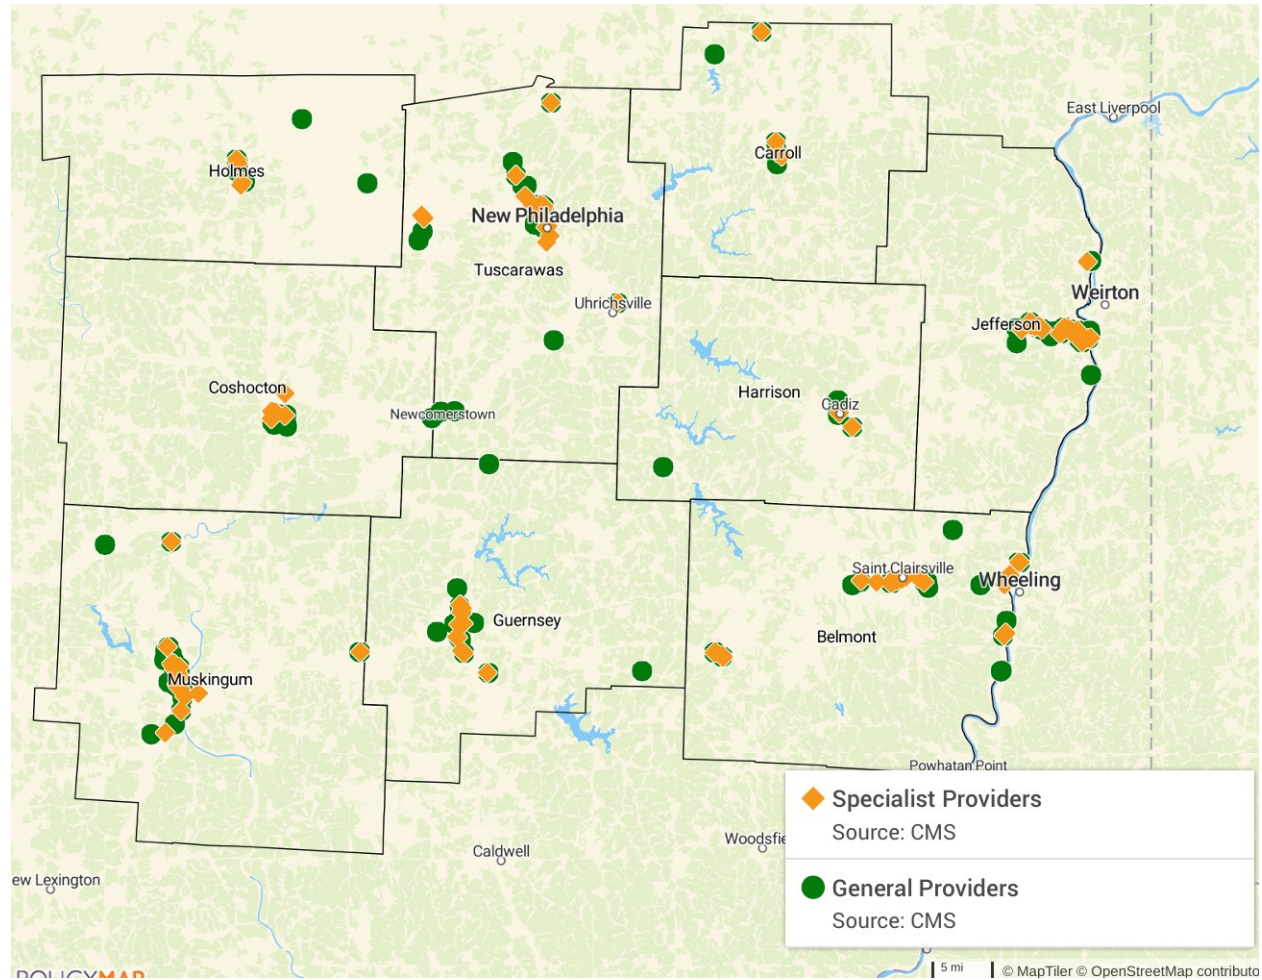 East Liverpool
Carroll
Holmes
New Philadelphia
Tuscarawas
Weirton
Uhrichsville
Jefferson
Coshocton
Harrison
Cadiz
Newcomerstown
Saint Clairsville
Wheeling
Guernsey
Belmont
Muskingum
Powhatan Point
Specialist Providers
Source: CMS
Woodsfie
Caldwell
ew Lexington
General Providers
Source: CMS
POLICYMAP
5 mi
© MapTiler © OpenStreetMap contributo